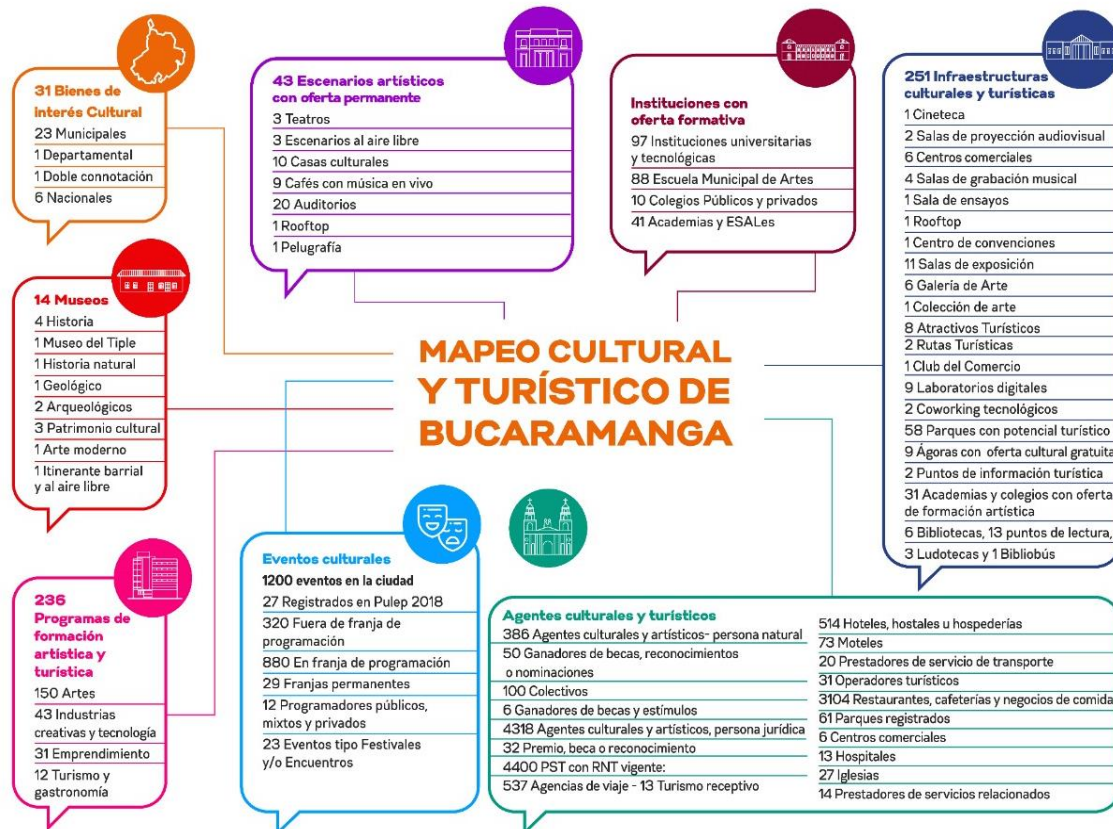 31 Bienes de
Interés Cultural
23 Municipales
1 Departamental
1 Doble connotación
6 Nacionales
43 Escenarios artísticos
con oferta permanente
3 Teatros
3 Escenarios al aire libre
10 Casas culturales
9 Cafés con música en vivo
20 Auditorios
1 Rooftop
1 Pelugrafía
Instituciones con
oferta formativa
97 Instituciones universitarias
y tecnológicas
88 Escuela Municipal de Artes
10 Colegios Públicos y privados
41 Academias y ESALes
251 Infraestructuras
culturales y turísticas
1 Cineteca
2 Salas de proyección audiovisual
6 Centros comerciales
4 Salas de grabación musical
1 Sala de ensayos
1 Rooftop
1 Centro de convenciones
11 Salas de exposición
6 Galería de Arte
1 Colección de arte
8 Atractivos Turísticos
2 Rutas Turísticas
1 Club del Comercio
9 Laboratorios digitales
2 Coworking tecnológicos
58 Parques con potencial turístico
9 Ágoras con oferta cultural gratuita
2 Puntos de información turística
31 Academias y colegios con oferta
de formación artística
6 Bibliotecas, 13 puntos de lectura,
3 Ludotecas y 1 Bibliobús
14 Museos
4 Historia
1 Museo del Tiple
1 Historia natural
1 Geológico
2 Arqueológicos
3 Patrimonio cultural
1 Arte moderno
1 Itinerante barrial
y al aire libre
MAPEO CULTURAL
Y TURÍSTICO DE
BUCARAMANGA
236
Programas de
formación
artística y
turística
150 Artes
43 Industrias
creativas y tecnología
31 Emprendimiento
12 Turismo y
gastronomía
Eventos culturales
1200 eventos en la ciudad
27 Registrados en Pulep 2018
320 Fuera de franja de
programación
880 En franja de programación
29 Franjas permanentes
12 Programadores públicos,
mixtos y privados
23 Eventos tipo Festivales
y/o Encuentros
Agentes culturales y turísticos
386 Agentes culturales y artísticos- persona natural
50 Ganadores de becas, reconocimientos
o nominaciones
100 Colectivos
6 Ganadores de becas y estímulos
4318 Agentes culturales y artísticos, persona jurídica
32 Premio, beca o reconocimiento
4400 PST con RNT vigente:
537 Agencias de viaje - 13 Turismo receptivo
514 Hoteles, hostales u hospederías
73 Moteles
20 Prestadores de servicio de transporte
31 Operadores turísticos
3104 Restaurantes, cafeterías y negocios de comida
61 Parques registrados
6 Centros comerciales
13 Hospitales
27 Iglesias
14 Prestadores de servicios relacionados